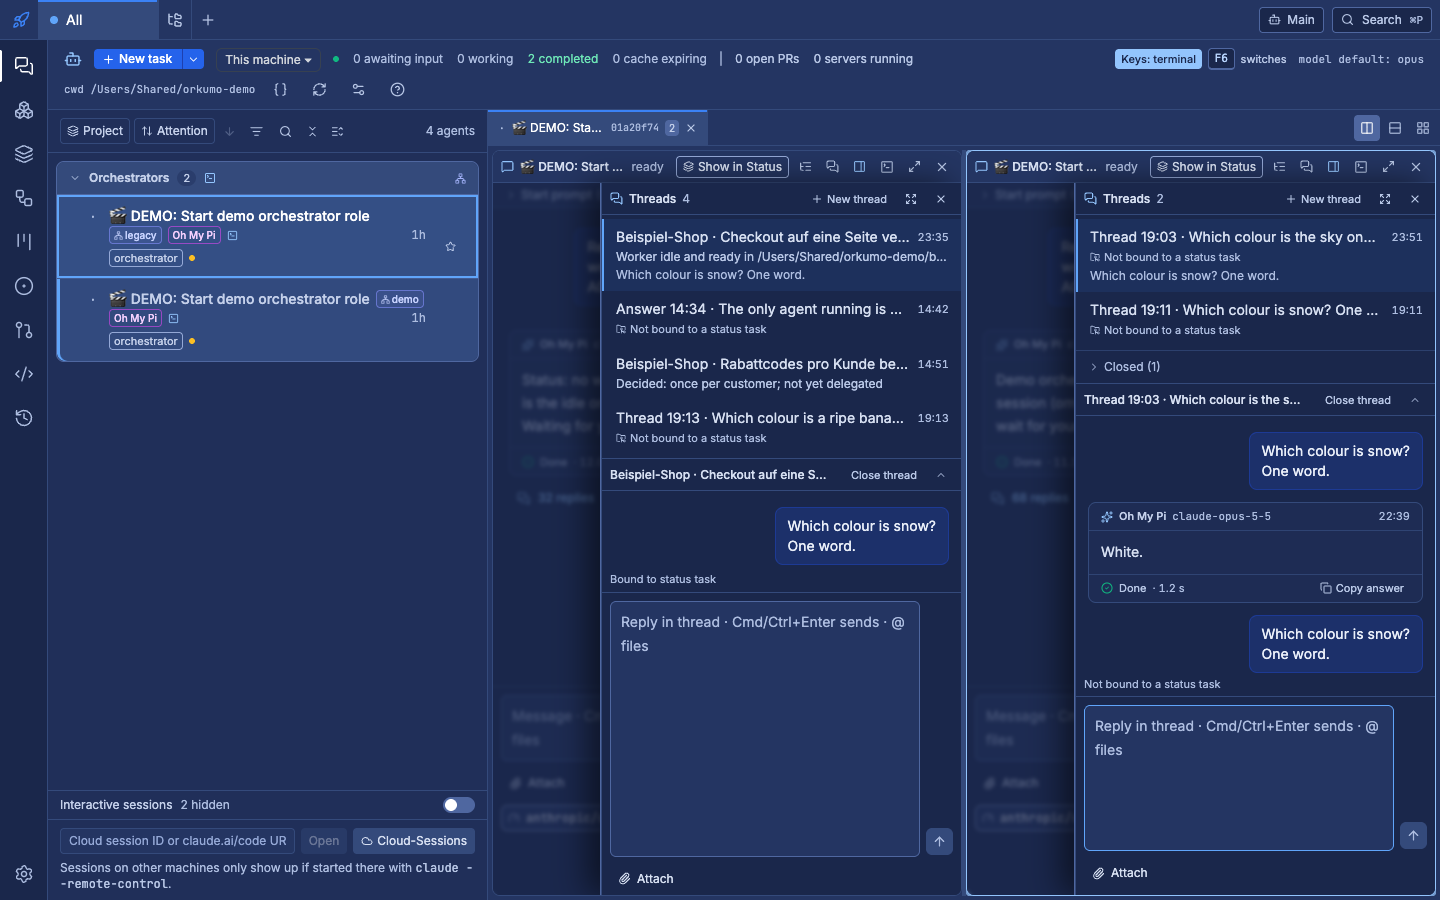 All
Main
Search ⌘P
+ New task
This machine
0 awaiting input
0 working
2 completed
0 cache expiring
0 open PRs
0 servers running
Keys: terminal
F6
switches
model default: opus
cwd /Users/Shared/orkumo-demo
Project
Attention
4 agents
Orchestrators 2
🎬 DEMO: Start demo orchestrator role
legacy
Oh My Pi
1h
orchestrator
🎬 DEMO: Start demo orchestrator role
demo
Oh My Pi
1h
orchestrator
Interactive sessions 2 hidden
Cloud session ID or claude.ai/code UR
Open
Cloud-Sessions
Sessions on other machines only show up if started there with claude -
-remote-control.
· 🎬 DEMO: Sta... 01a20f74 2
🎬 DEMO: Start ... ready
Show in Status
Threads 4
+ New thread
Beispiel-Shop · Checkout auf eine Seite ve... 23:35
Worker idle and ready in /Users/Shared/orkumo-demo/b...
Which colour is snow? One word.
Answer 14:34 · The only agent running is ... 14:42
Not bound to a status task
Beispiel-Shop · Rabattcodes pro Kunde be... 14:51
Decided: once per customer; not yet delegated
Thread 19:13 · Which colour is a ripe bana... 19:13
Not bound to a status task
Beispiel-Shop · Checkout auf eine S...
Close thread
Which colour is snow?
One word.
Bound to status task
Reply in thread · Cmd/Ctrl+Enter sends · @
files
Attach
🎬 DEMO: Start ... ready
Show in Status
Threads 2
+ New thread
Thread 19:03 · Which colour is the sky on... 23:51
Not bound to a status task
Which colour is snow? One word.
Thread 19:11 · Which colour is snow? One ... 19:11
Not bound to a status task
Closed (1)
Thread 19:03 · Which colour is the s...
Close thread
Which colour is snow?
One word.
Oh My Pi claude-opus-5-5 22:39
White.
Done · 1.2 s
Copy answer
Which colour is snow?
One word.
Not bound to a status task
Reply in thread · Cmd/Ctrl+Enter sends · @
files
Attach